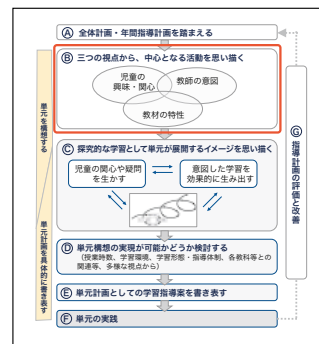 Ⓐ 全体計画・年間指導計画を踏まえる
Ⓑ 三つの視点から、中心となる活動を思い描く
児童の
興味・関心
教師の意図
教材の特性
Ⓒ 探究的な学習として単元が展開するイメージを思い描く
児童の関心や疑問
を生かす
意図した学習を
効果的に生み出す
Ⓓ 単元構想の実現が可能かどうか検討する
(授業時数、学習環境、学習形態・指導体制、各教科等との
関連等、多様な視点から)
Ⓔ 単元計画としての学習指導案を書き表す
Ⓕ 単元の実践
単元を構想する
単元計画を具体的に書き表す
Ⓖ 指導計画の評価と改善